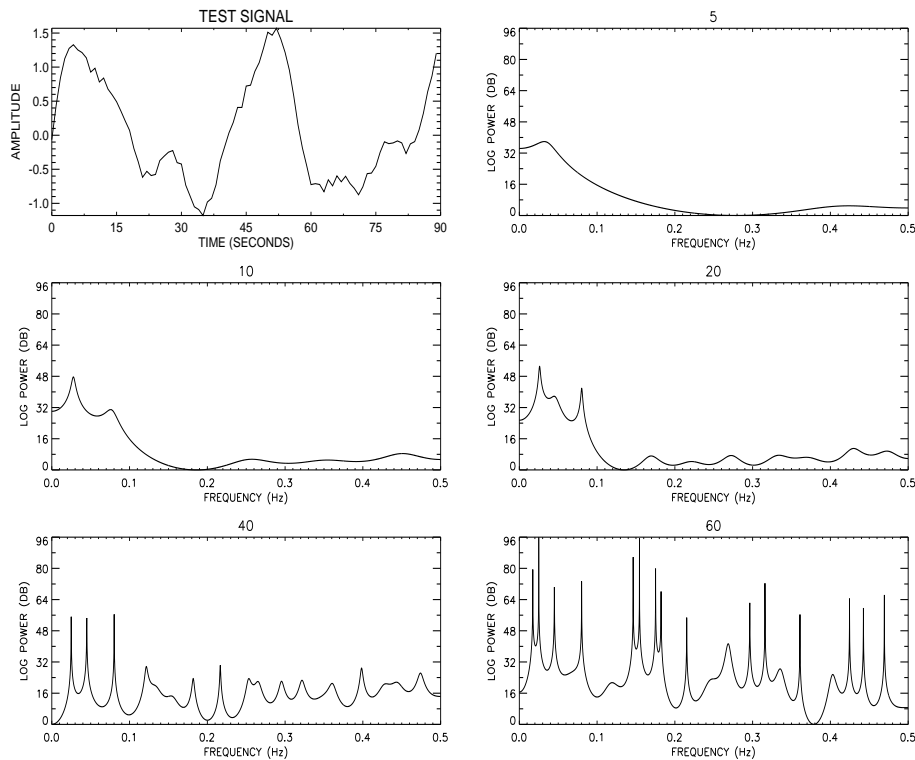 TEST SIGNAL
AMPLITUDE
1.5
1.0
0.5
0.0
-0.5
-1.0
0 15 30 45 60 75 90
TIME (SECONDS)
5
LOG POWER (DB)
96
80
64
48
32
16
0
0.0 0.1 0.2 0.3 0.4 0.5
FREQUENCY (Hz)
10
LOG POWER (DB)
96
80
64
48
32
16
0
0.0 0.1 0.2 0.3 0.4 0.5
FREQUENCY (Hz)
20
LOG POWER (DB)
96
80
64
48
32
16
0
0.0 0.1 0.2 0.3 0.4 0.5
FREQUENCY (Hz)
40
LOG POWER (DB)
96
80
64
48
32
16
0
0.0 0.1 0.2 0.3 0.4 0.5
FREQUENCY (Hz)
60
LOG POWER (DB)
96
80
64
48
32
16
0
0.0 0.1 0.2 0.3 0.4 0.5
FREQUENCY (Hz)